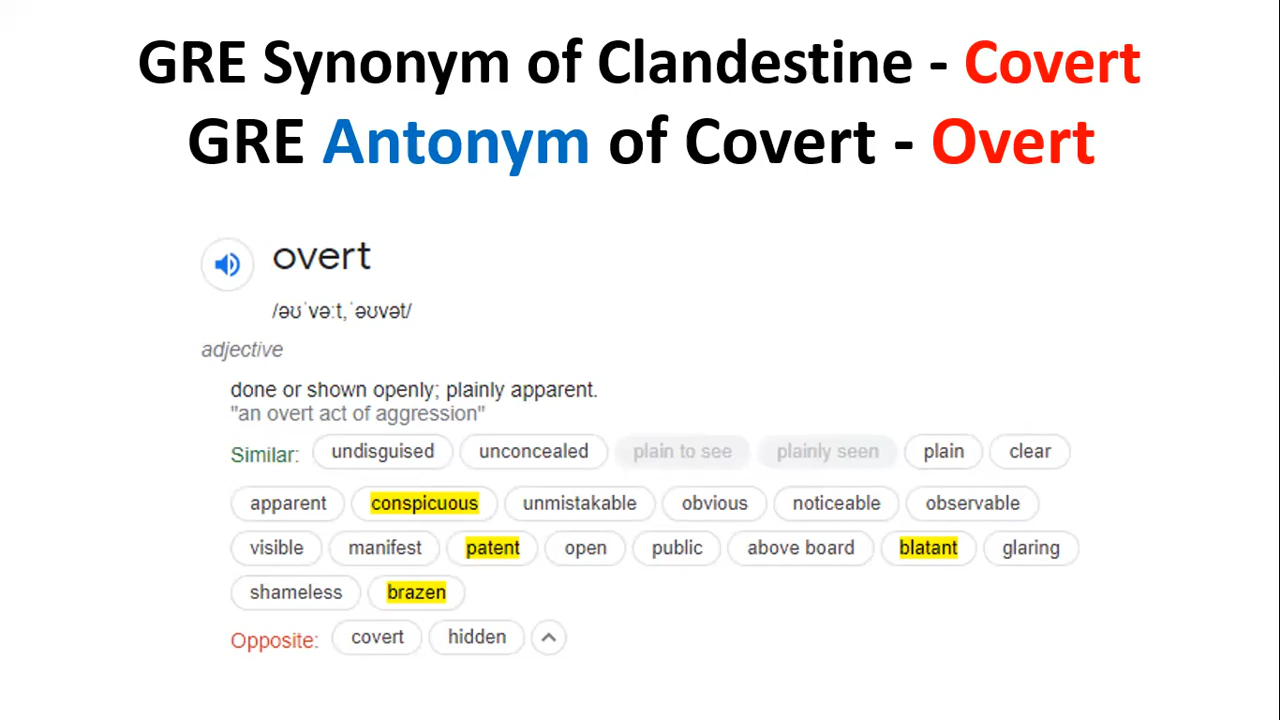 GRE Synonym of Clandestine - Covert
GRE Antonym of Covert - Overt
overt
/əʊˈvəːt,ˈəʊvət/
adjective
done or shown openly; plainly apparent.
"an overt act of aggression"
Similar: undisguised unconcealed plain to see plainly seen plain clear
apparent conspicuous unmistakable obvious noticeable observable
visible manifest patent open public above board blatant glaring
shameless brazen
Opposite: covert hidden